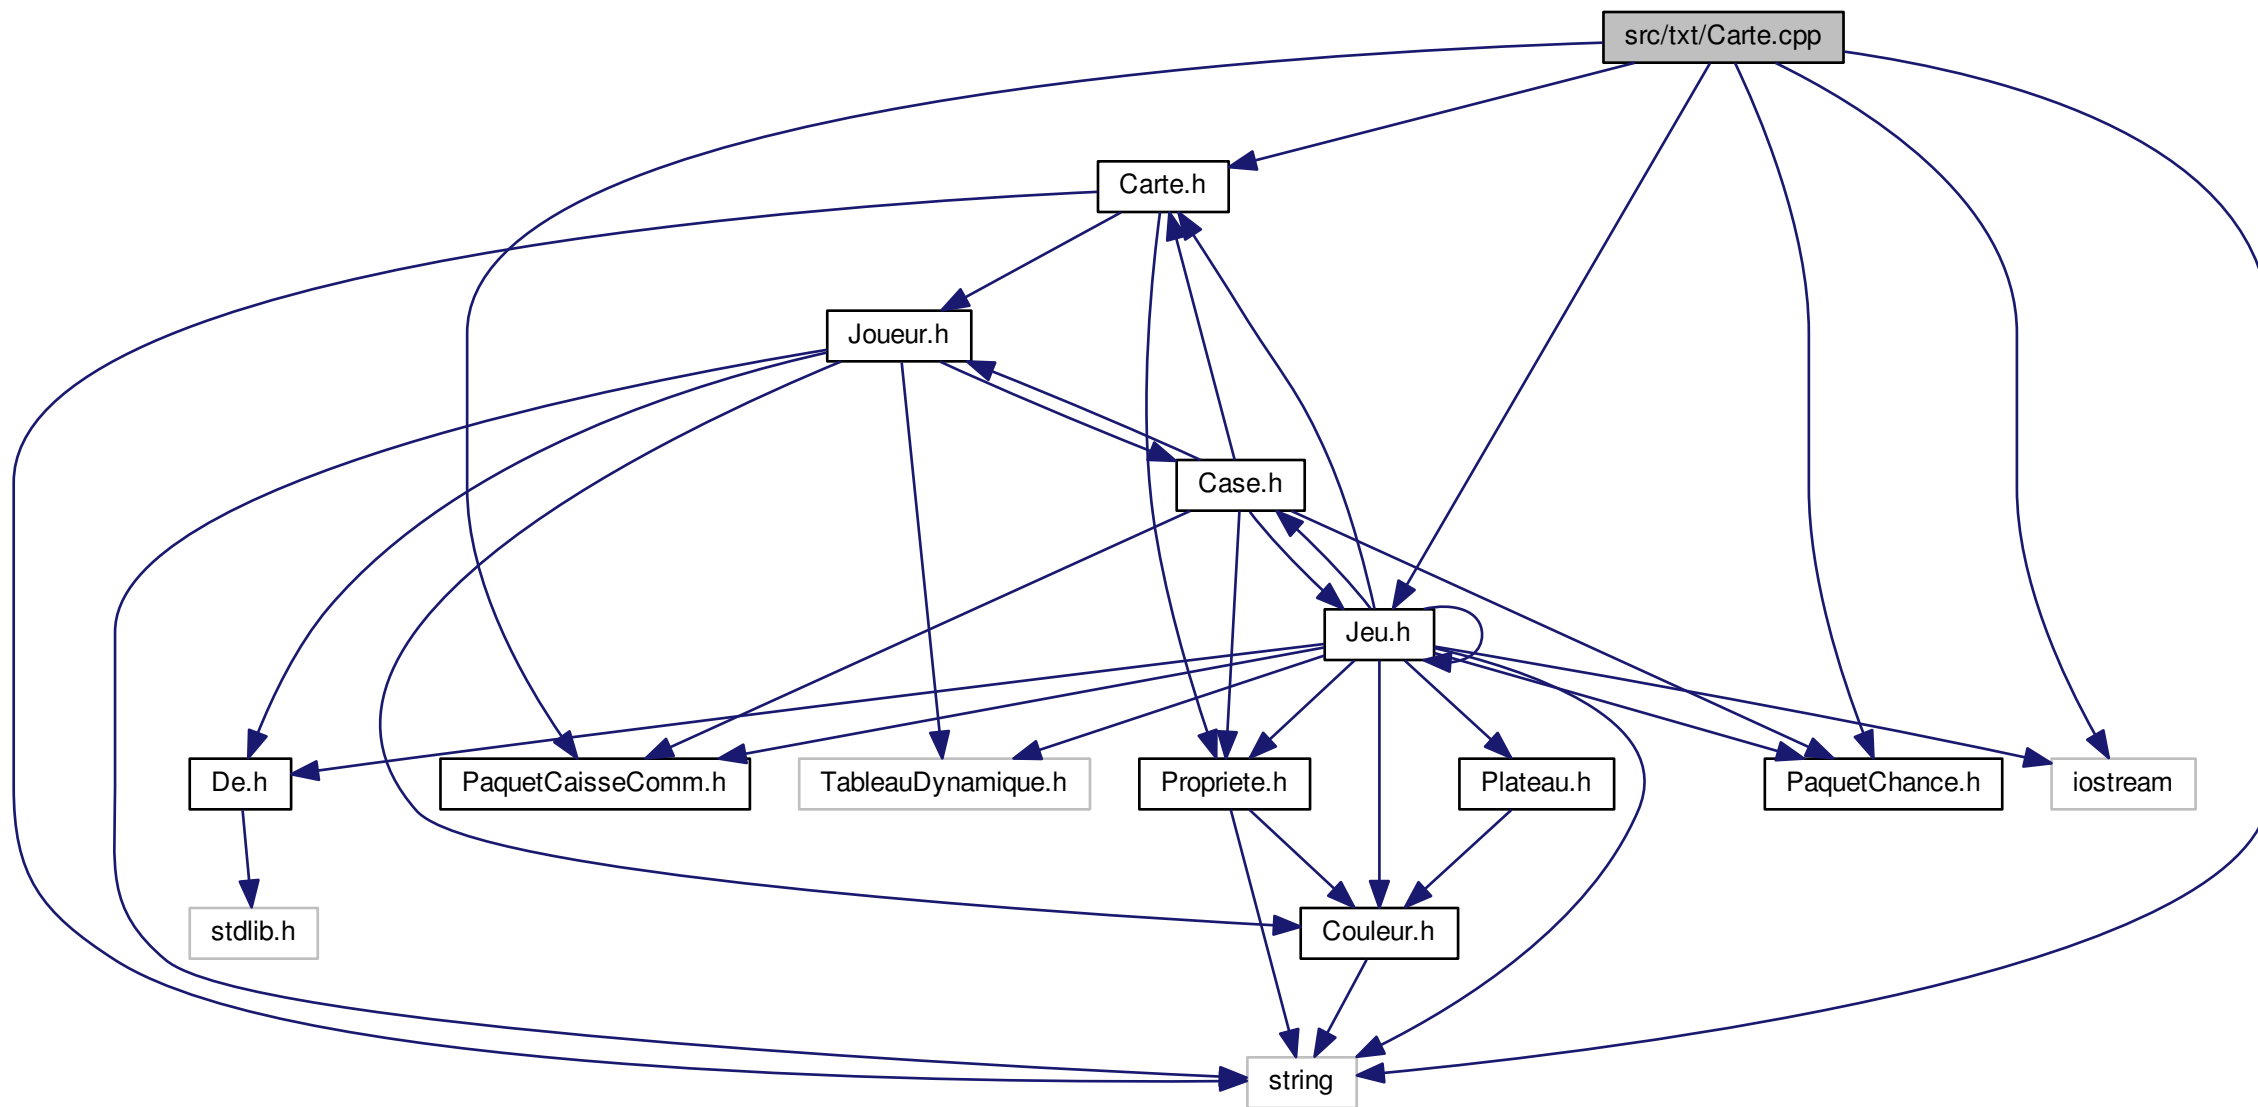 src/txt/Carte.cpp
Carte.h
Joueur.h
Case.h
Jeu.h
De.h
PaquetCaisseComm.h
TableauDynamique.h
Propriete.h
Plateau.h
PaquetChance.h
iostream
stdlib.h
Couleur.h
string